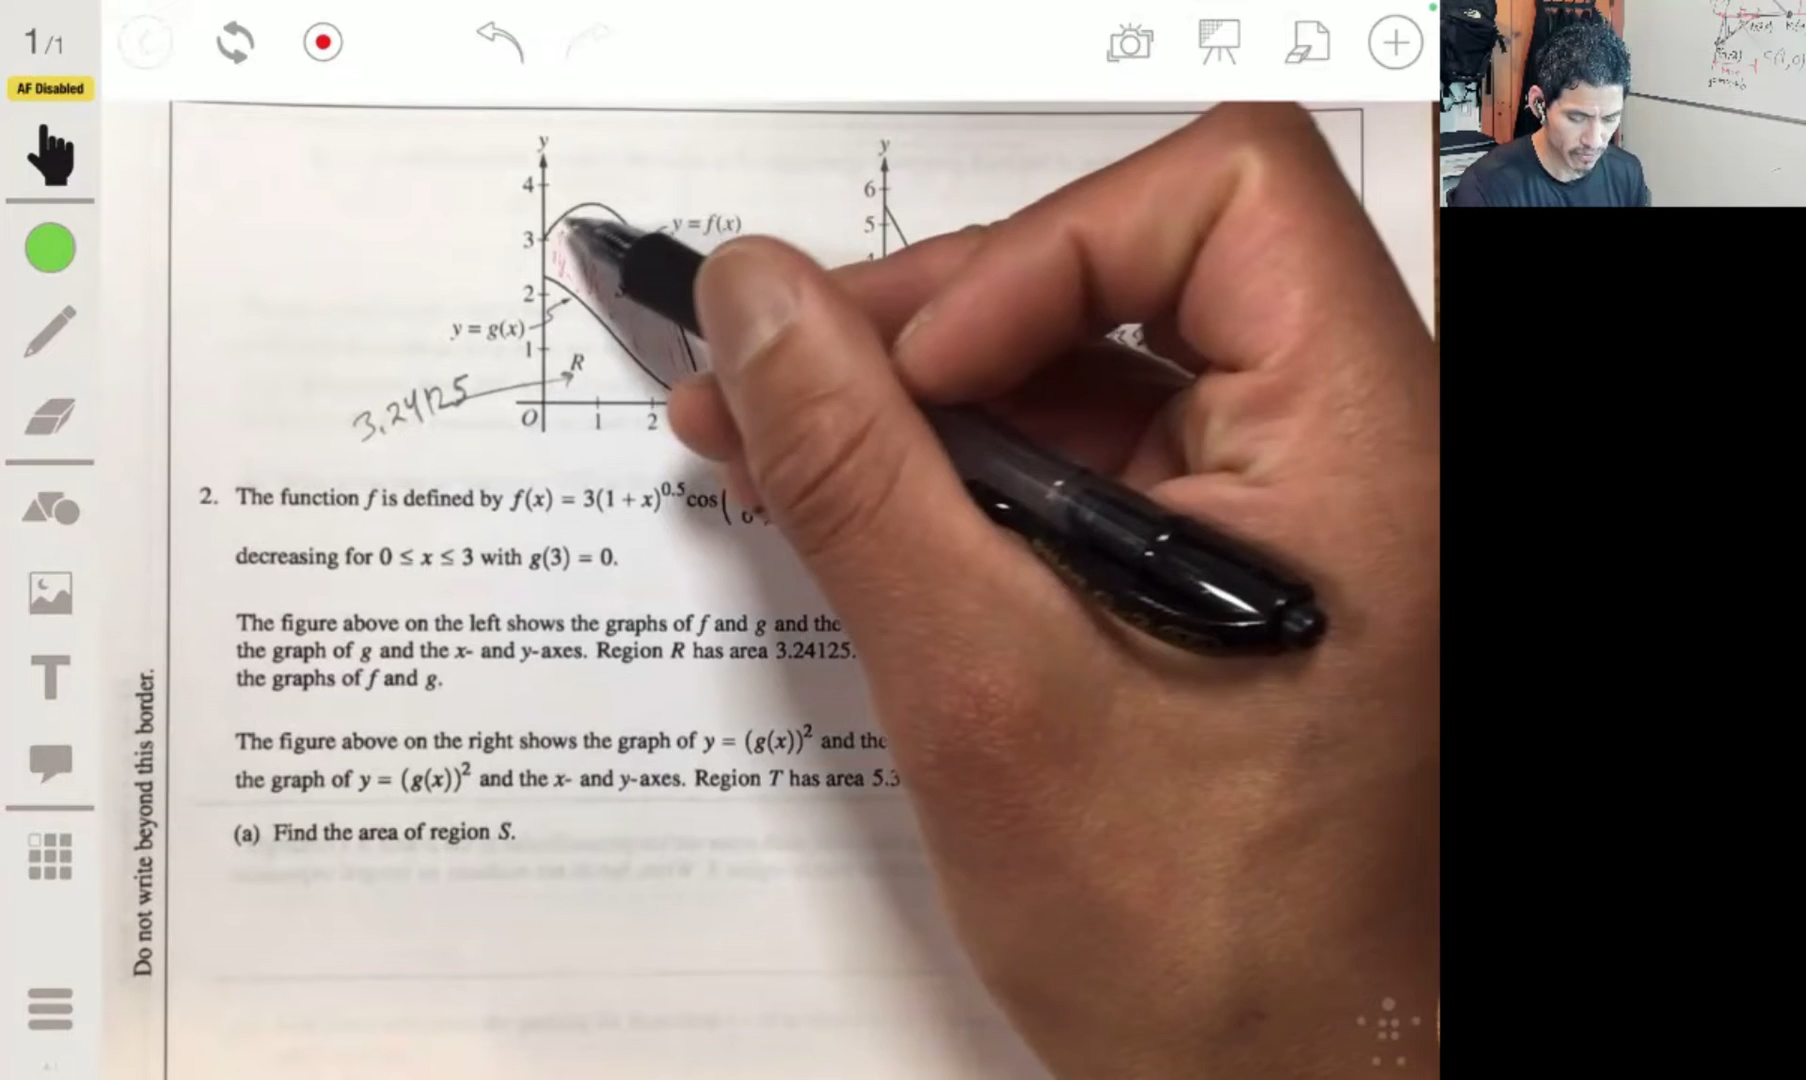 1/1
AF Disabled
y
4
3
2
1
O
1
2
y = f(x)
y = g(x)
R
3.24125
y
6
5
2. The function f is defined by f(x) = 3(1 + x)^0.5 cos(
decreasing for 0 ≤ x ≤ 3 with g(3) = 0.
The figure above on the left shows the graphs of f and g and the
the graph of g and the x- and y-axes. Region R has area 3.24125.
the graphs of f and g.
The figure above on the right shows the graph of y = (g(x))² and the
the graph of y = (g(x))² and the x- and y-axes. Region T has area 5.3
(a) Find the area of region S.
Do not write beyond this border.
T
C(1,0)